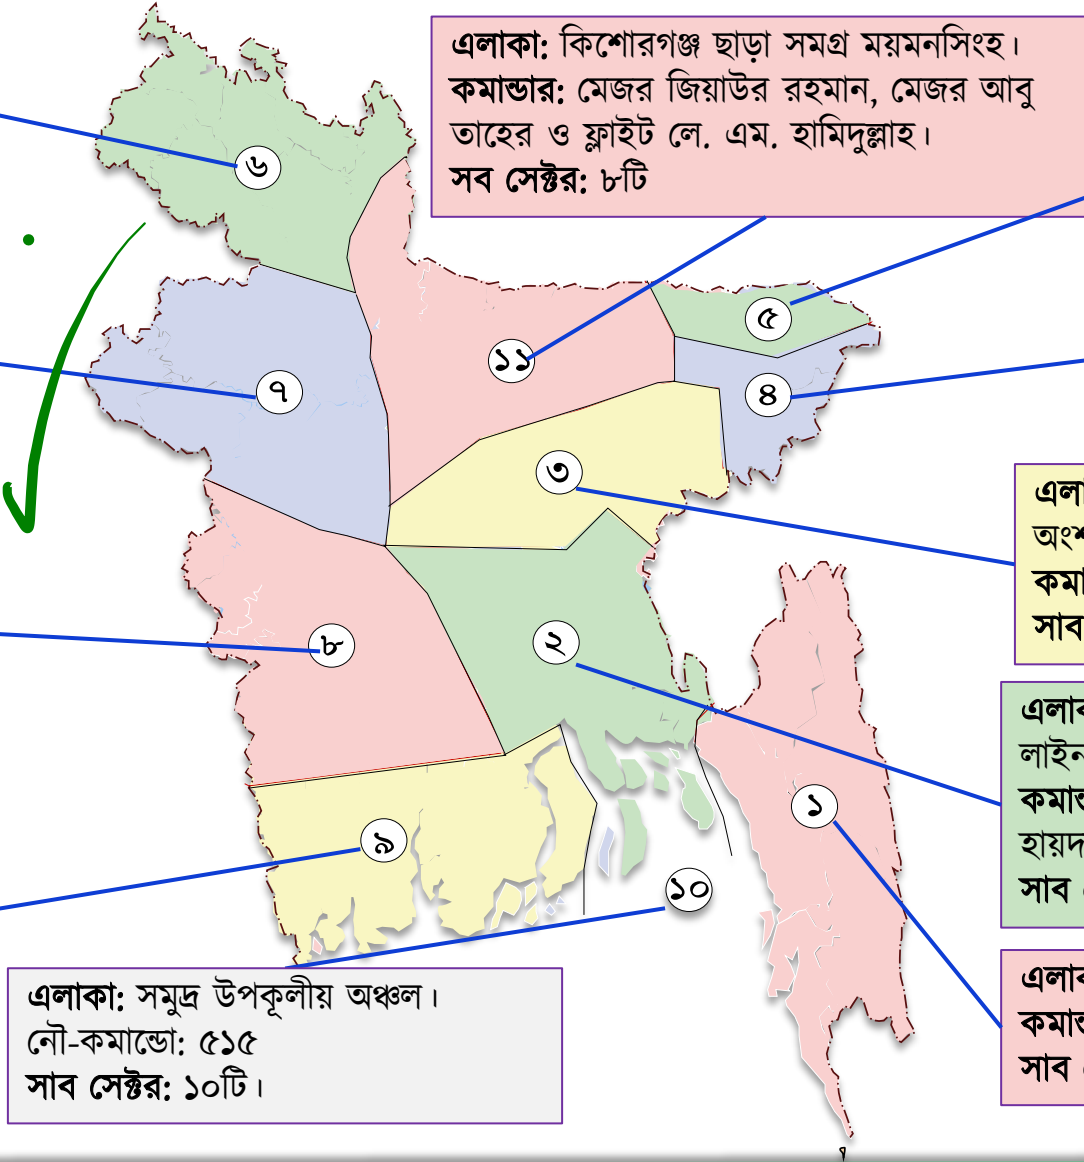 এলাকা: কিশোরগঞ্জ ছাড়া সমগ্র ময়মনসিংহ।
কমান্ডার: মেজর জিয়াউর রহমান, মেজর আবু
তাহের ও ফ্লাইট লে. এম. হামিদুল্লাহ।
সব সেক্টর: ৮টি
৬
৫
১১
৭
৪
৩
৮
২
১
৯
১০
অংশ
সাব
লাইন
হায়দ
সাব
সাব
এলাকা: সমুদ্র উপকূলীয় অঞ্চল।
নৌ-কমান্ডো: ৫১৫
সাব সেক্টর: ১০টি।